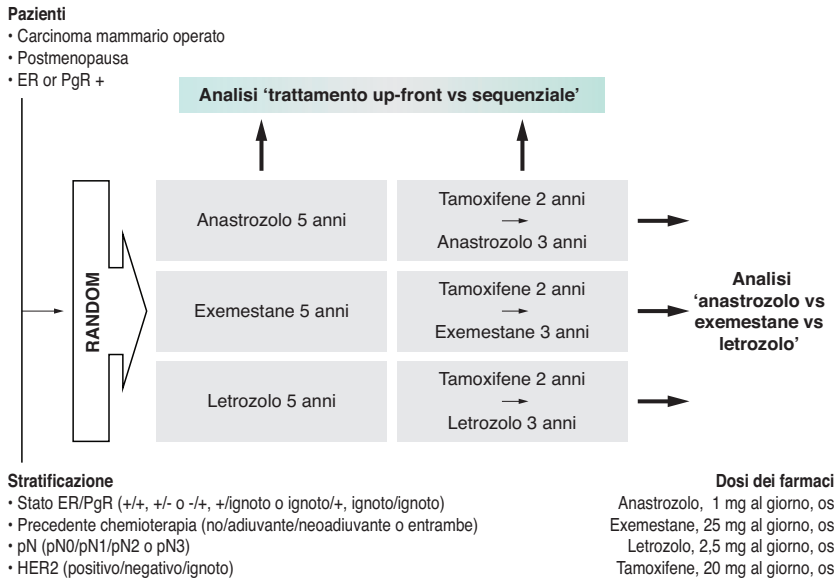 Pazienti
• Carcinoma mammario operato
• Postmenopausa
• ER or PgR +
Analisi ‘trattamento up-front vs sequenziale’
RANDOM
Anastrozolo 5 anni
Tamoxifene 2 anni
→
Anastrozolo 3 anni
Exemestane 5 anni
Tamoxifene 2 anni
→
Exemestane 3 anni
Letrozolo 5 anni
Tamoxifene 2 anni
→
Letrozolo 3 anni
Analisi
‘anastrozolo vs
exemestane vs
letrozolo’
Stratificazione
• Stato ER/PgR (+/+, +/- o -/+, +/ignoto o ignoto/+, ignoto/ignoto)
• Precedente chemioterapia (no/adiuvante/neoadiuvante o entrambe)
• pN (pN0/pN1/pN2 o pN3)
• HER2 (positivo/negativo/ignoto)
Dosi dei farmaci
Anastrozolo, 1 mg al giorno, os
Exemestane, 25 mg al giorno, os
Letrozolo, 2,5 mg al giorno, os
Tamoxifene, 20 mg al giorno, os